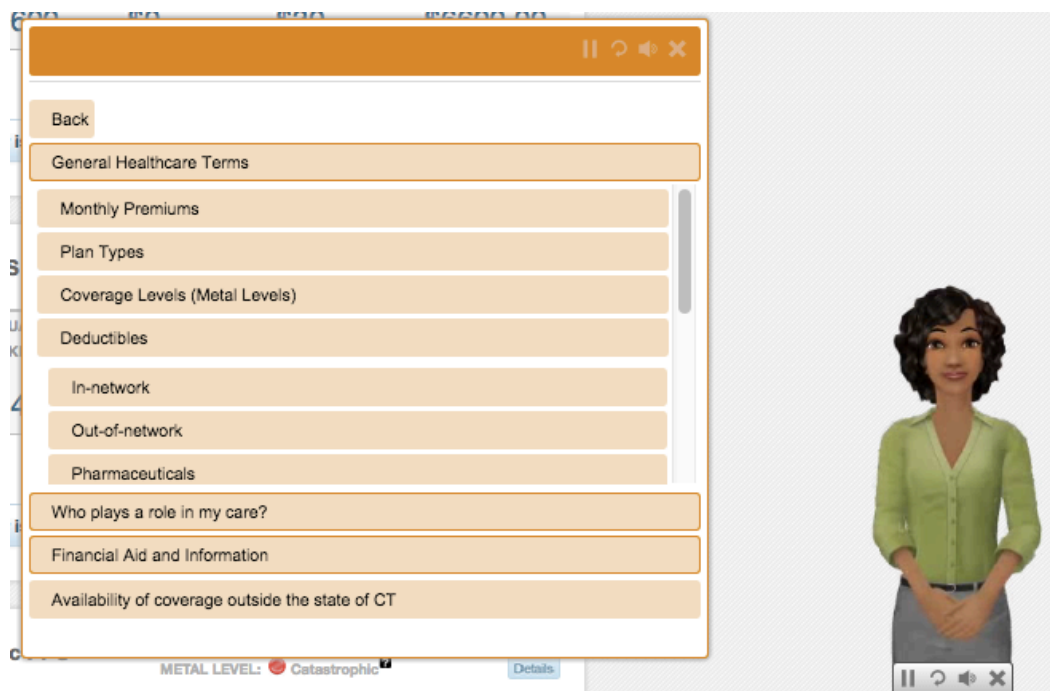 $6600.00
Back
General Healthcare Terms
Monthly Premiums
Plan Types
Coverage Levels (Metal Levels)
Deductibles
In-network
Out-of-network
Pharmaceuticals
Who plays a role in my care?
Financial Aid and Information
Availability of coverage outside the state of CT
METAL LEVEL: Catastrophic ?
Details